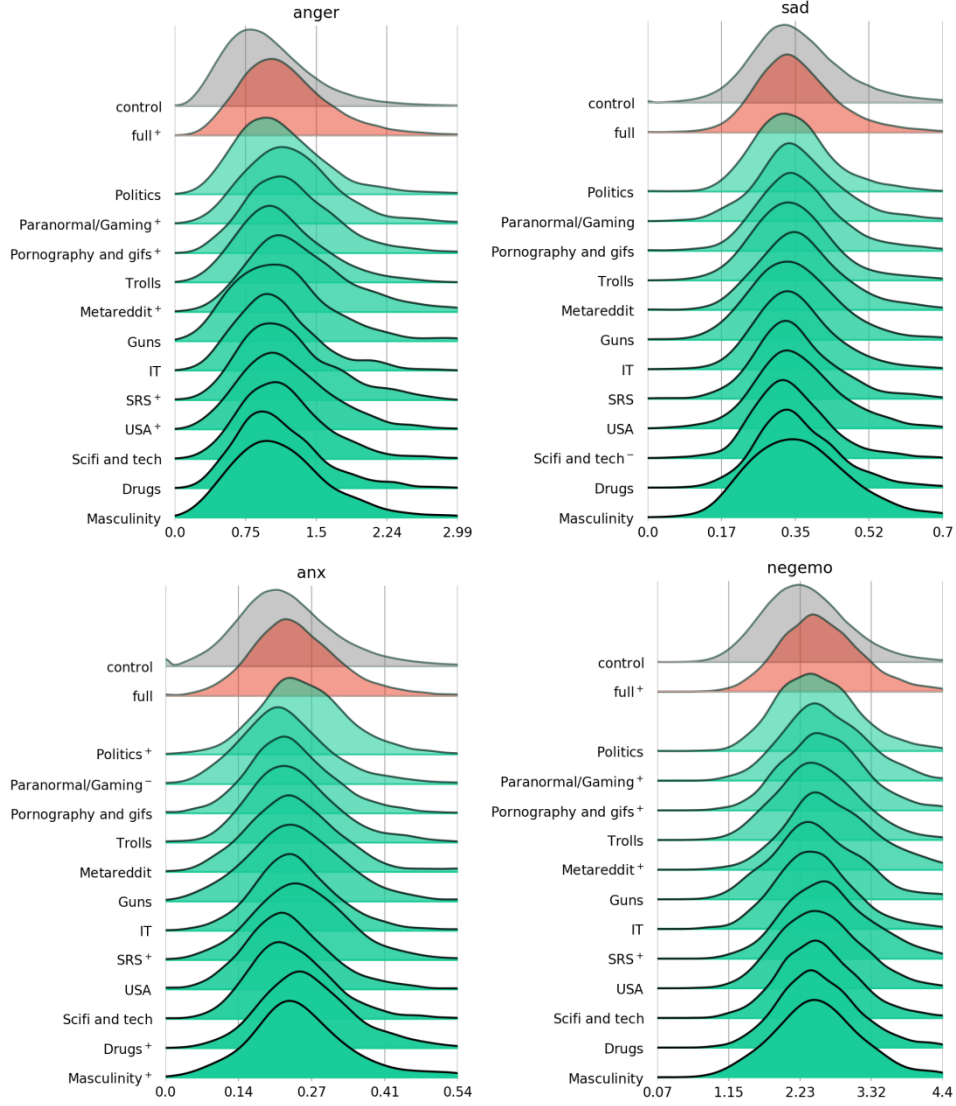 anger
control
full+
Politics
Paranormal/Gaming+
Pornography and gifs+
Trolls
Metareddit+
Guns
IT
SRS+
USA+
Scifi and tech
Drugs
Masculinity
0.0 0.75 1.5 2.24 2.99
sad
control
full
Politics
Paranormal/Gaming
Pornography and gifs
Trolls
Metareddit
Guns
IT
SRS
USA
Scifi and tech−
Drugs
Masculinity
0.0 0.17 0.35 0.52 0.7
anx
control
full
Politics+
Paranormal/Gaming−
Pornography and gifs
Trolls
Metareddit
Guns
IT
SRS+
USA
Scifi and tech
Drugs+
Masculinity+
0.0 0.14 0.27 0.41 0.54
negemo
control
full+
Politics
Paranormal/Gaming+
Pornography and gifs+
Trolls
Metareddit+
Guns
IT
SRS+
USA
Scifi and tech
Drugs
Masculinity
0.07 1.15 2.23 3.32 4.4